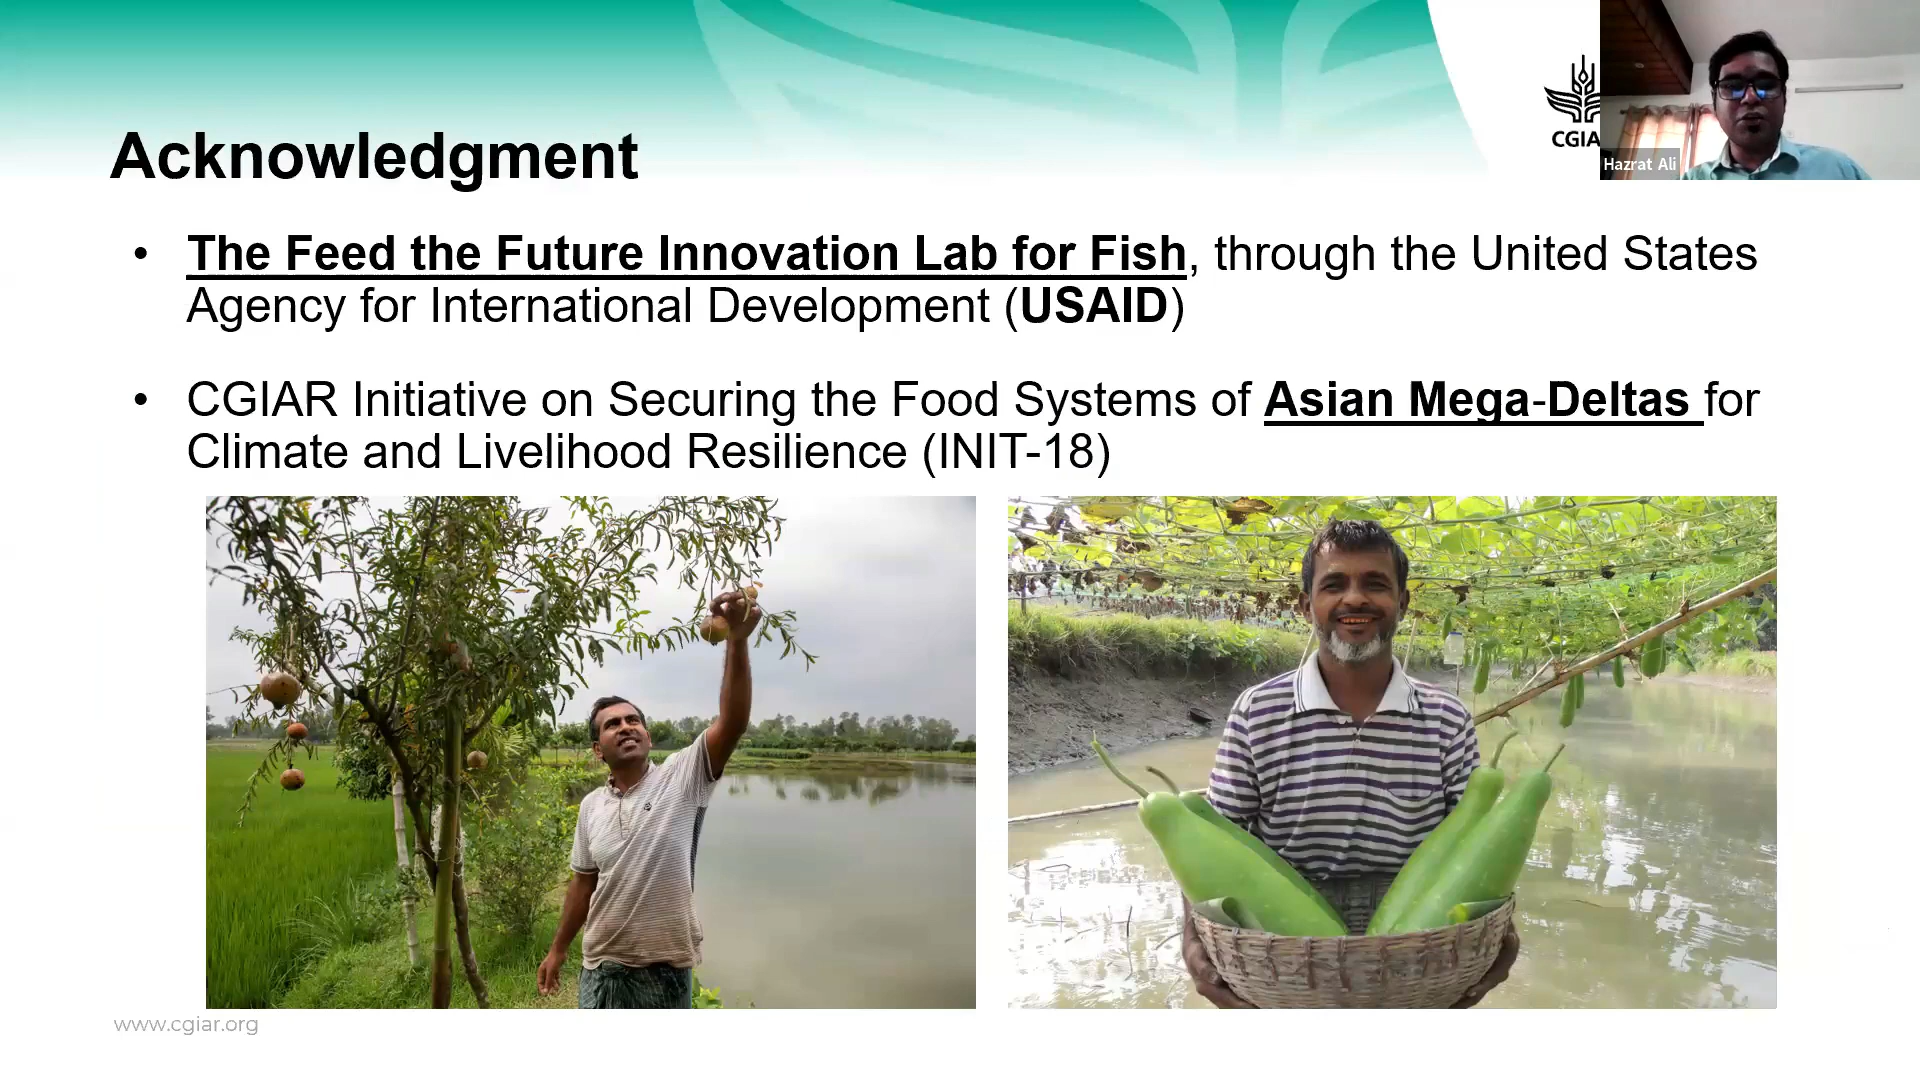 CGIA
Hazrat Ali
Acknowledgment
• The Feed the Future Innovation Lab for Fish, through the United States
Agency for International Development (USAID)
• CGIAR Initiative on Securing the Food Systems of Asian Mega-Deltas for
Climate and Livelihood Resilience (INIT-18)
www.cgiar.org